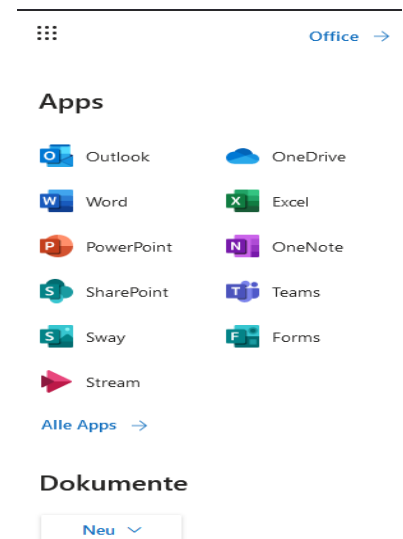 Office →
Apps
Outlook OneDrive
Word Excel
PowerPoint OneNote
SharePoint Teams
Sway Forms
Stream
Alle Apps →
Dokumente
Neu